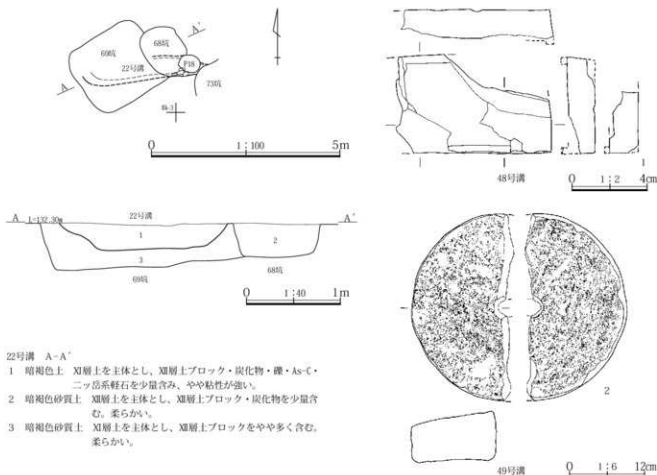 69坑
68坑
22号溝
P18
73坑
A
A′
Bk-3
0 1:100 5m
A L=132.30m 22号溝 A′
1
2
3
69坑
68坑
0 1:40 1m
22号溝 A-A′
1 暗褐色土 Ⅺ層土を主体とし、Ⅻ層土ブロック・炭化物・礫・As-C・
二ッ岳系軽石を少量含み、やや粘性が強い。
2 暗褐色砂質土 Ⅻ層土を主体とし、Ⅻ層土ブロック・炭化物を少量含
む。柔らかい。
3 暗褐色砂質土 Ⅺ層土を主体とし、Ⅻ層土ブロックをやや多く含む。
柔らかい。
1
48号溝
0 1:2 4cm
2
49号溝
0 1:6 12cm